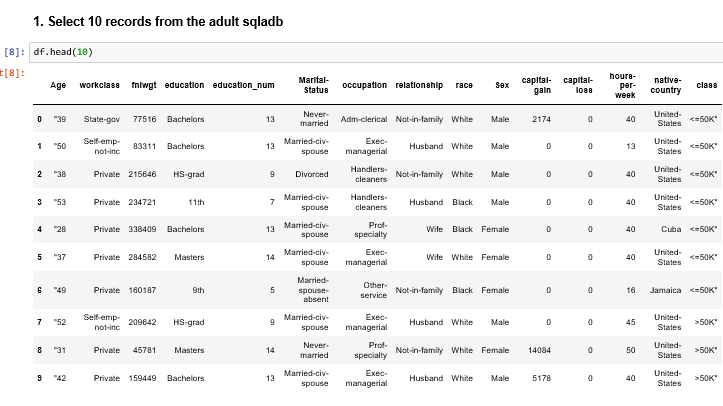 1. Select 10 records from the adult sqladb
[8]: df.head(10)
t[8]:
Age workclass fnlwgt education education_num Marital-Status occupation relationship race Sex capital-gain capital-loss hours-per-week native-country class
0 "39 State-gov 77516 Bachelors 13 Never-married Adm-clerical Not-in-family White Male 2174 0 40 United-States <=50K"
1 "50 Self-emp-not-inc 83311 Bachelors 13 Married-civ-spouse Exec-managerial Husband White Male 0 0 13 United-States <=50K"
2 "38 Private 215646 HS-grad 9 Divorced Handlers-cleaners Not-in-family White Male 0 0 40 United-States <=50K"
3 "53 Private 234721 11th 7 Married-civ-spouse Handlers-cleaners Husband Black Male 0 0 40 United-States <=50K"
4 "28 Private 338409 Bachelors 13 Married-civ-spouse Prof-specialty Wife Black Female 0 0 40 Cuba <=50K"
5 "37 Private 284582 Masters 14 Married-civ-spouse Exec-managerial Wife White Female 0 0 40 United-States <=50K"
6 "49 Private 160187 9th 5 Married-spouse-absent Other-service Not-in-family Black Female 0 0 16 Jamaica <=50K"
7 "52 Self-emp-not-inc 209642 HS-grad 9 Married-civ-spouse Exec-managerial Husband White Male 0 0 45 United-States >50K"
8 "31 Private 45781 Masters 14 Never-married Prof-specialty Not-in-family White Female 14084 0 50 United-States >50K"
9 "42 Private 159449 Bachelors 13 Married-civ-spouse Exec-managerial Husband White Male 5178 0 40 United-States >50K"